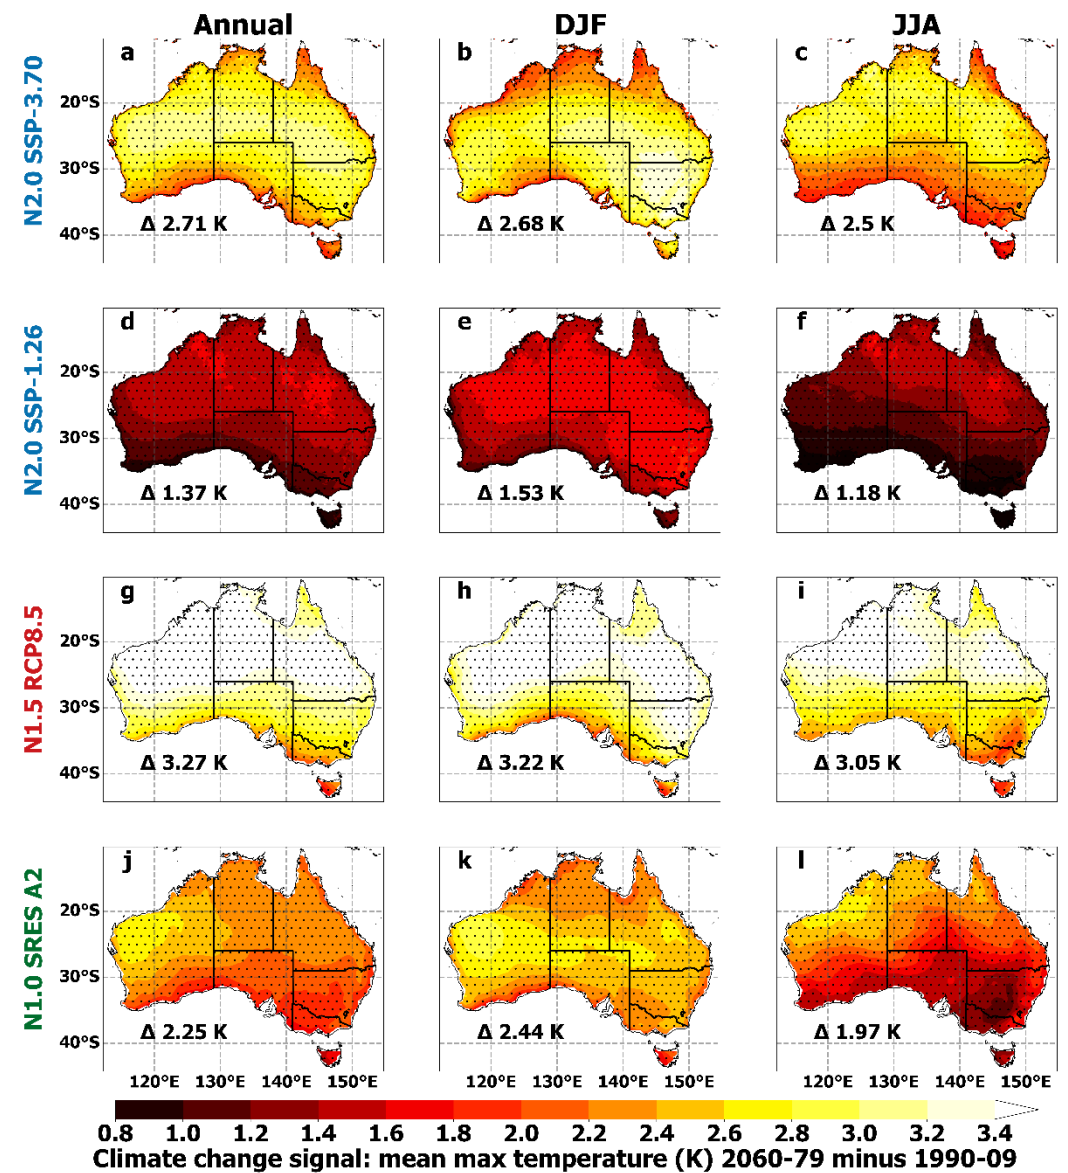 Annual DJF JJA
N2.0 SSP-3.70
a b c
20°S
30°S
40°S
Δ 2.71 K Δ 2.68 K Δ 2.5 K
N2.0 SSP-1.26
d e f
20°S
30°S
40°S
Δ 1.37 K Δ 1.53 K Δ 1.18 K
N1.5 RCP8.5
g h i
20°S
30°S
40°S
Δ 3.27 K Δ 3.22 K Δ 3.05 K
N1.0 SRES A2
j k l
20°S
30°S
40°S
Δ 2.25 K Δ 2.44 K Δ 1.97 K
120°E 130°E 140°E 150°E 120°E 130°E 140°E 150°E 120°E 130°E 140°E 150°E
0.8 1.0 1.2 1.4 1.6 1.8 2.0 2.2 2.4 2.6 2.8 3.0 3.2 3.4
Climate change signal: mean max temperature (K) 2060-79 minus 1990-09